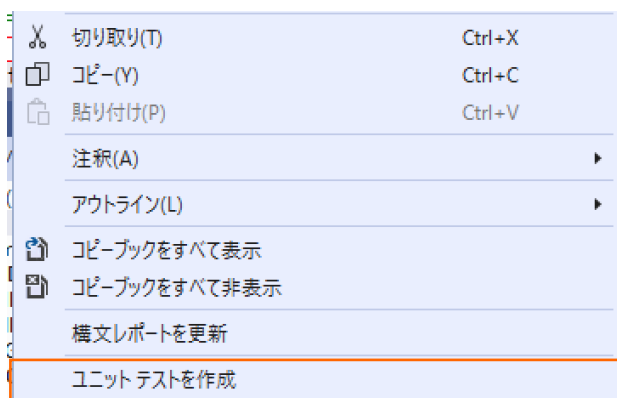 切り取り(T) Ctrl+X
コピー(Y) Ctrl+C
貼り付け(P) Ctrl+V
注釈(A)
アウトライン(L)
コピーブックをすべて表示
コピーブックをすべて非表示
構文レポートを更新
ユニット テストを作成